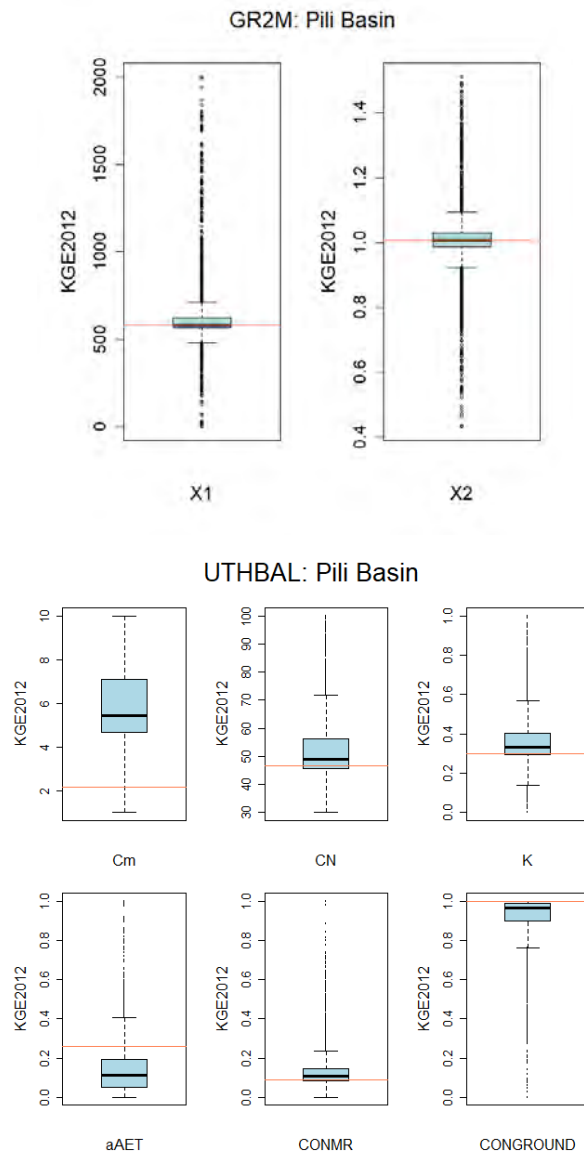 GR2M: Pili Basin
KGE2012
0
500
1000
1500
2000
X1
KGE2012
0.4
0.6
0.8
1.0
1.2
1.4
X2
UTHBAL: Pili Basin
KGE2012
2
4
6
8
10
Cm
KGE2012
30
40
50
60
70
80
90
100
CN
KGE2012
0.0
0.2
0.4
0.6
0.8
1.0
K
KGE2012
0.0
0.2
0.4
0.6
0.8
1.0
aAET
KGE2012
0.0
0.2
0.4
0.6
0.8
1.0
CONMR
KGE2012
0.0
0.2
0.4
0.6
0.8
1.0
CONGROUND